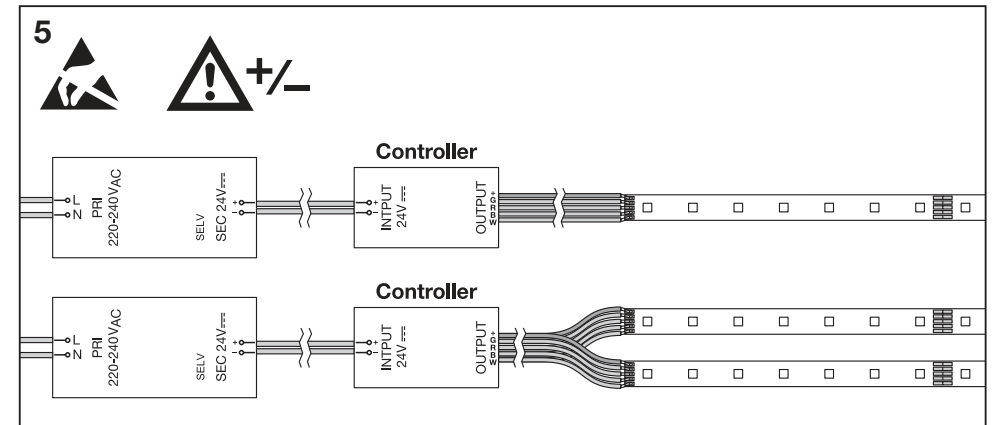 5
+/–
Controller
L
N
PRI
220-240VAC
SELV
SEC 24V
+
-
+
-
INTPUT
24V
OUTPUT
+
G
R
B
W
Controller
L
N
PRI
220-240VAC
SELV
SEC 24V
+
-
+
-
INTPUT
24V
OUTPUT
+
G
R
B
W